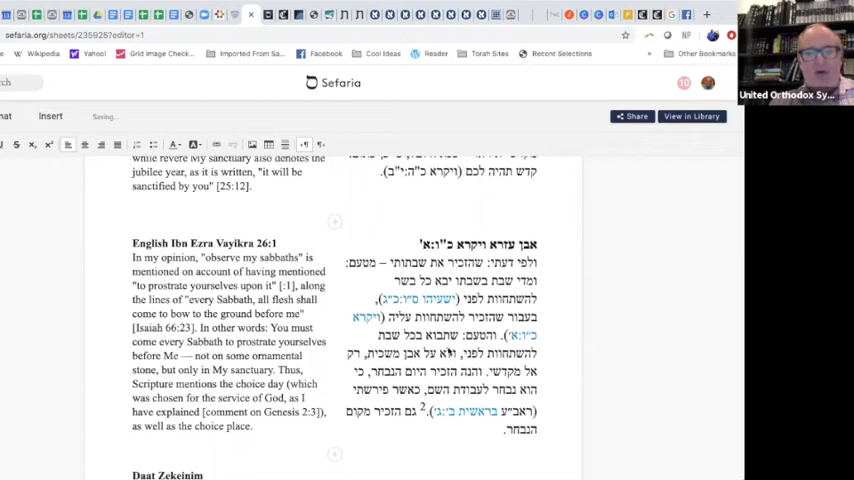 sefaria.org/sheets/235925?editor=1
Wikipedia
Yahoo!
Grid Image Check...
Imported From Sa...
Facebook
Cool Ideas
Reader
Torah Sites
Recent Selections
Other Bookmarks
Sefaria
10
United Orthodox Sy...
Insert
Saving...
Share
View in Library
while revere My sanctuary also denotes the
jubilee year, as it is written, "it will be
sanctified by you" [25:12].
קדש תהיה לכם (ויקרא כ"ה:י"ב).
English Ibn Ezra Vayikra 26:1
In my opinion, "observe my sabbaths" is
mentioned on account of having mentioned
"to prostrate yourselves upon it" [:1], along
the lines of "every Sabbath, all flesh shall
come to bow to the ground before me"
[Isaiah 66:23]. In other words: You must
come every Sabbath to prostrate yourselves
before Me — not on some ornamental
stone, but only in My sanctuary. Thus,
Scripture mentions the choice day (which
was chosen for the service of God, as I
have explained [comment on Genesis 2:3]),
as well as the choice place.
אבן עזרא ויקרא כ"ו:א'
ולפי דעתי: שהזכיר את שבתותי – מטעם:
ומדי שבת בשבתו יבא כל בשר
להשתחוות לפני (ישעיהו ס״ו:כ״ג),
בעבור שהזכיר להשתחוות עליה (ויקרא
כ״ו:א׳). והטעם: שתבוא בכל שבת
להשתחוות לפני, ולא על אבן משכית, רק
אל מקדשי. והנה הזכיר היום הנבחר, כי
הוא נבחר לעבודת השם, כאשר פירשתי
(ראב״ע בראשית ב׳:ג׳).2 גם הזכיר מקום
הנבחר.
Daat Zekeinim